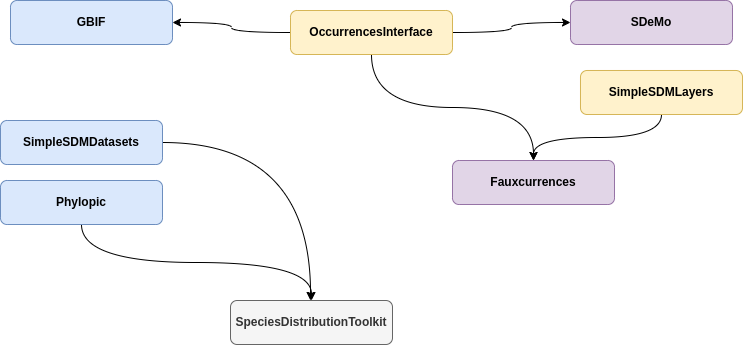 GBIF
OccurrencesInterface
SDeMo
SimpleSDMLayers
SimpleSDMDatasets
Phylopic
Fauxcurrences
SpeciesDistributionToolkit